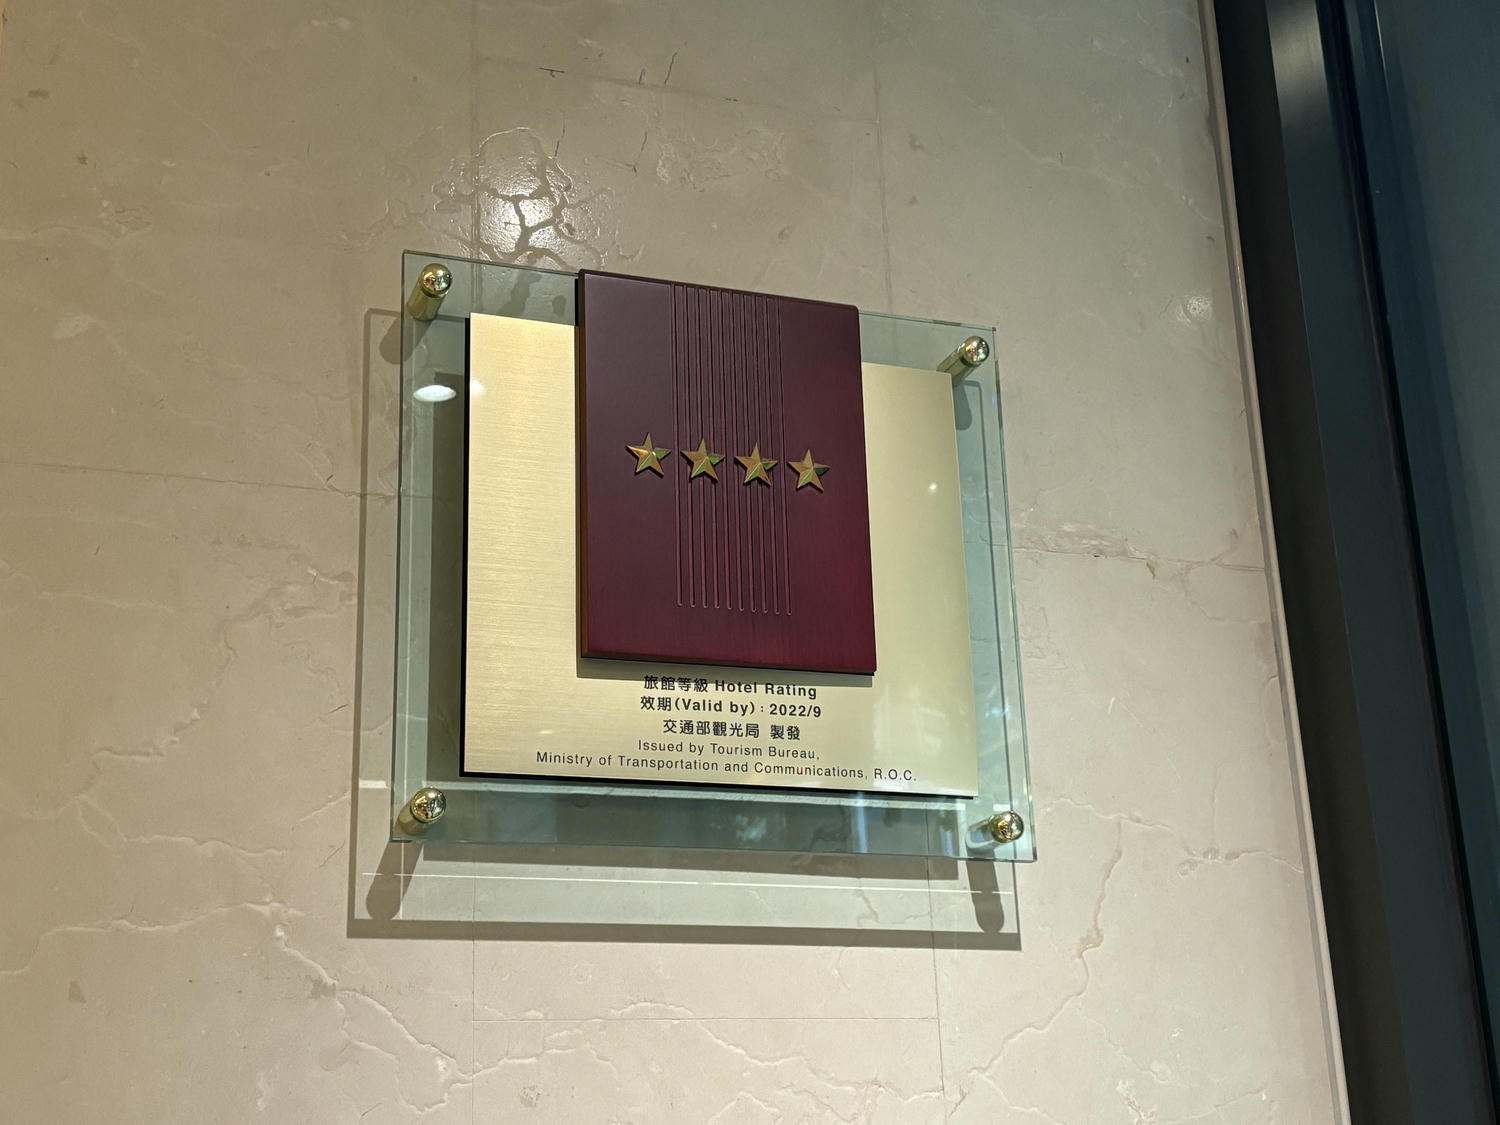 旅館等級 Hotel Rating
效期(Valid by) : 2022/9
交通部觀光局 製發
Issued by Tourism Bureau,
Ministry of Transportation and Communications, R.O.C.